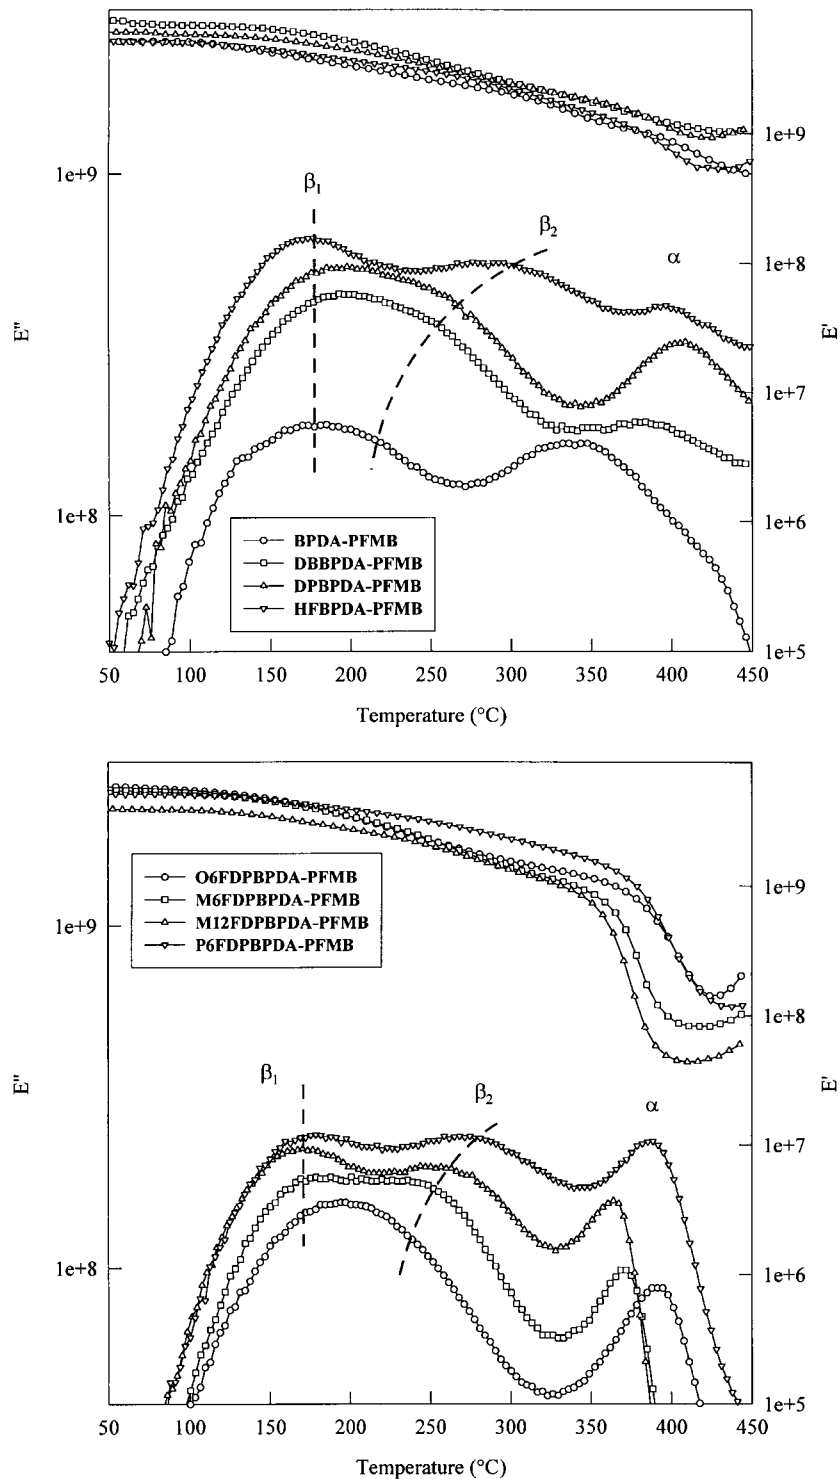 β1
β2
α
1e+9
1e+9
1e+8
1e+7
1e+8
1e+6
1e+5
E"
E'
BPDA-PFMB
DBBPDA-PFMB
DPBPDA-PFMB
HFBPDA-PFMB
50 100 150 200 250 300 350 400 450
Temperature (°C)
O6FDPBPDA-PFMB
M6FDPBPDA-PFMB
M12FDPBPDA-PFMB
P6FDPBPDA-PFMB
1e+9
1e+9
1e+8
E"
E'
β1
β2
α
1e+7
1e+8
1e+6
1e+5
50 100 150 200 250 300 350 400 450
Temperature (°C)